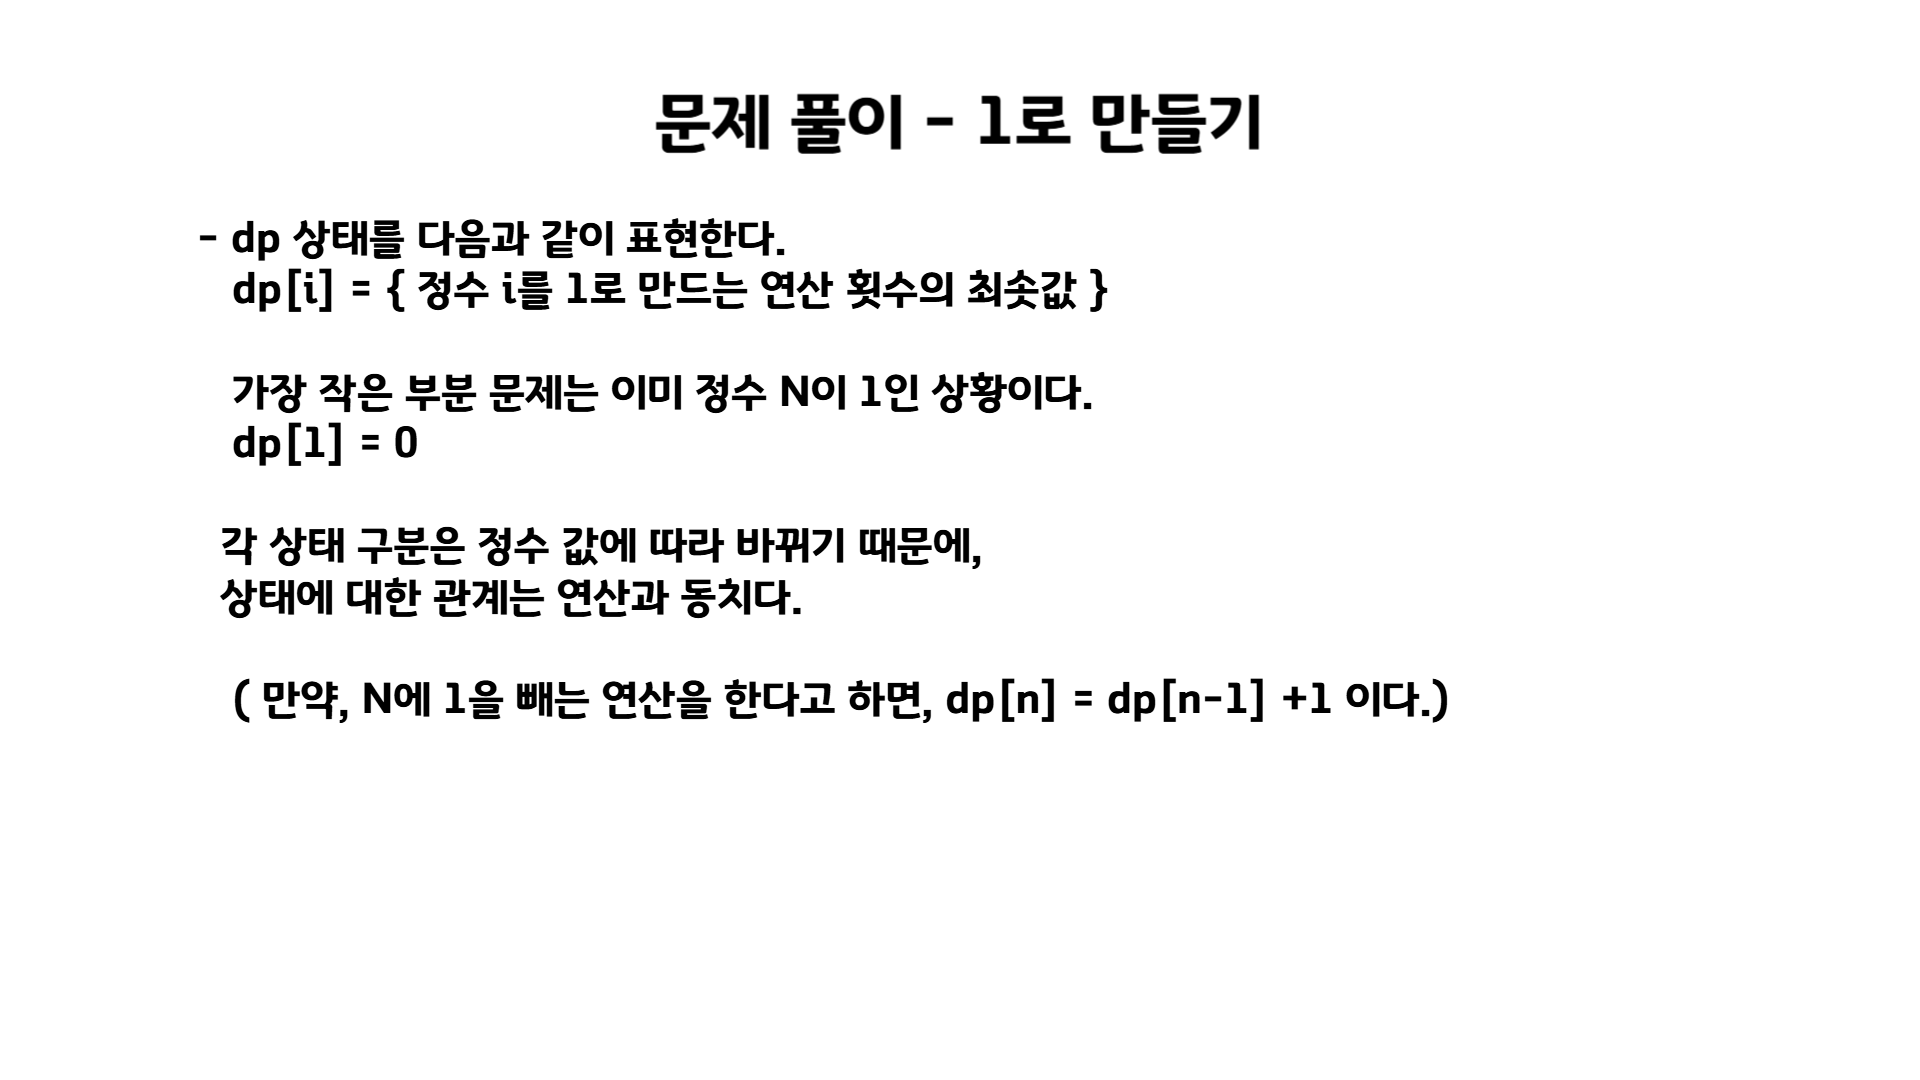 문제 풀이 - 1로 만들기
- dp 상태를 다음과 같이 표현한다.
dp[i] = { 정수 i를 1로 만드는 연산 횟수의 최솟값 }
가장 작은 부분 문제는 이미 정수 N이 1인 상황이다.
dp[1] = 0
각 상태 구분은 정수 값에 따라 바뀌기 때문에,
상태에 대한 관계는 연산과 동치다.
( 만약, N에 1을 빼는 연산을 한다고 하면, dp[n] = dp[n-1] +1 이다.)